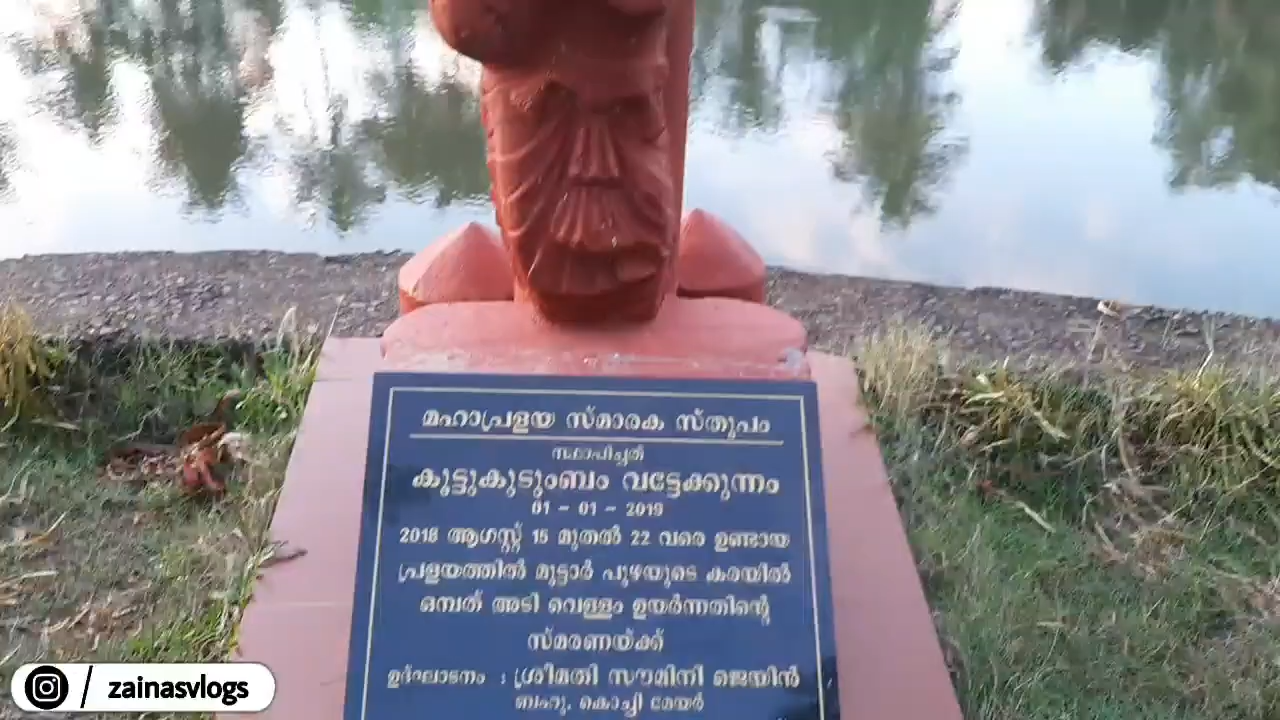 മഹാപ്രളയ സ്മാരക സ്തൂപം
സ്ഥാപിച്ചത്
കൂട്ടുകുടുംബം വട്ടേക്കുന്നം
01 - 01 - 2019
2018 ആഗസ്റ്റ് 15 മുതൽ 22 വരെ ഉണ്ടായ
പ്രളയത്തിൽ മുട്ടാർ പുഴയുടെ കരയിൽ
ഒമ്പത് അടി വെള്ളം ഉയർന്നതിന്റെ
സ്മരണയ്ക്ക്
ഉദ്ഘാടനം : ശ്രീമതി സൗമിനി ജെയിൻ
ബഹു. കൊച്ചി മേയർ
zainasvlogs